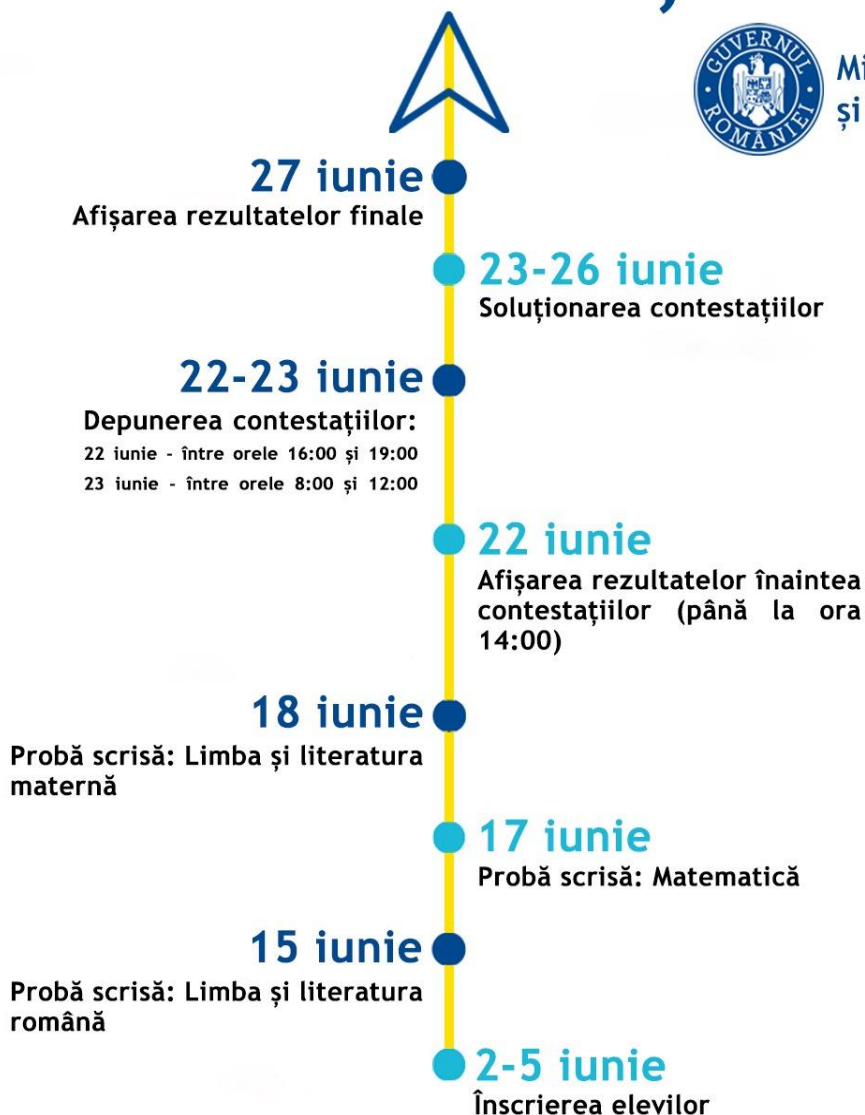 GUVERNUL ROMÂNIEI
27 iunie
Afișarea rezultatelor finale
23-26 iunie
Soluționarea contestațiilor
22-23 iunie
Depunerea contestațiilor:
22 iunie - între orele 16:00 și 19:00
23 iunie - între orele 8:00 și 12:00
22 iunie
Afișarea rezultatelor înaintea
contestațiilor (până la ora
14:00)
18 iunie
Probă scrisă: Limba și literatura
maternă
17 iunie
Probă scrisă: Matematică
15 iunie
Probă scrisă: Limba și literatura
română
2-5 iunie
Înscrierea elevilor